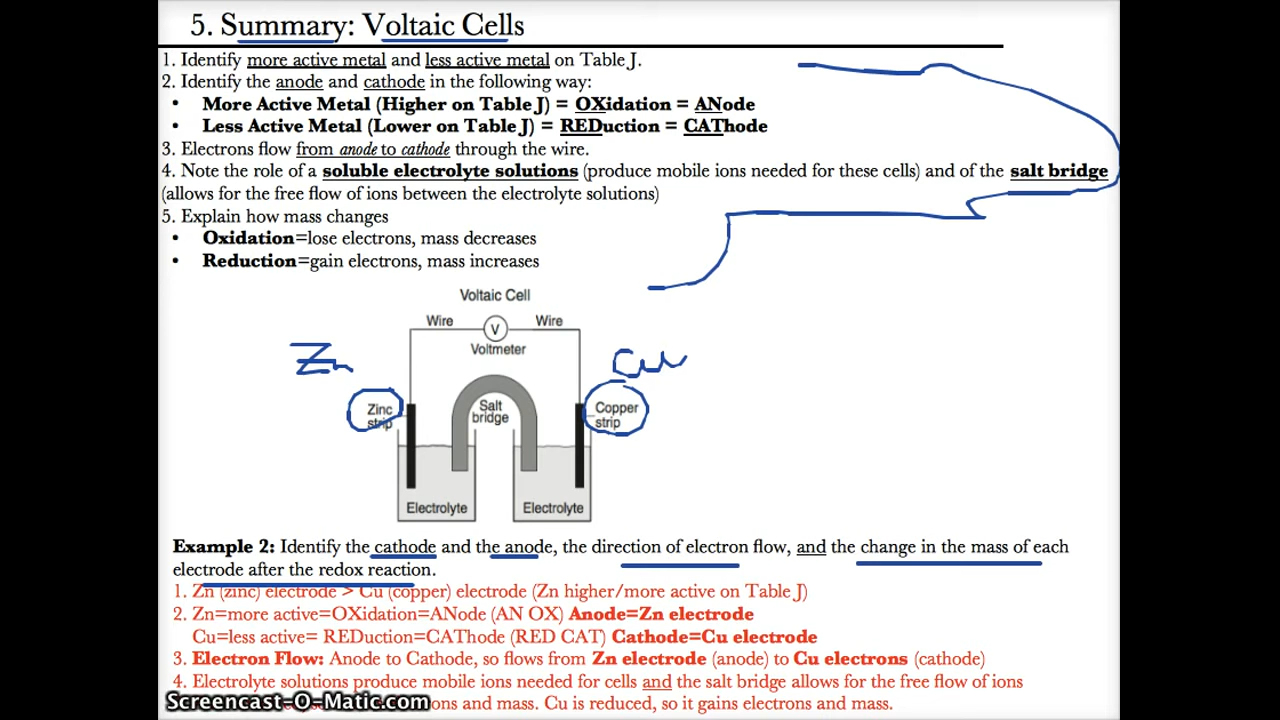 5. Summary: Voltaic Cells
1. Identify more active metal and less active metal on Table J.
2. Identify the anode and cathode in the following way:
• More Active Metal (Higher on Table J) = OXidation = ANode
• Less Active Metal (Lower on Table J) = REDuction = CAThode
3. Electrons flow from anode to cathode through the wire.
4. Note the role of a soluble electrolyte solutions (produce mobile ions needed for these cells) and of the salt bridge
(allows for the free flow of ions between the electrolyte solutions)
5. Explain how mass changes
• Oxidation=lose electrons, mass decreases
• Reduction=gain electrons, mass increases
Voltaic Cell
Wire Wire
V
Voltmeter
Zn Cu
Zinc strip
Salt bridge
Copper strip
Electrolyte Electrolyte
Example 2: Identify the cathode and the anode, the direction of electron flow, and the change in the mass of each
electrode after the redox reaction.
1. Zn (zinc) electrode > Cu (copper) electrode (Zn higher/more active on Table J)
2. Zn=more active=OXidation=ANode (AN OX) Anode=Zn electrode
Cu=less active= REDuction=CAThode (RED CAT) Cathode=Cu electrode
3. Electron Flow: Anode to Cathode, so flows from Zn electrode (anode) to Cu electrons (cathode)
4. Electrolyte solutions produce mobile ions needed for cells and the salt bridge allows for the free flow of ions
Screencast-O-Matic.com ons and mass. Cu is reduced, so it gains electrons and mass.